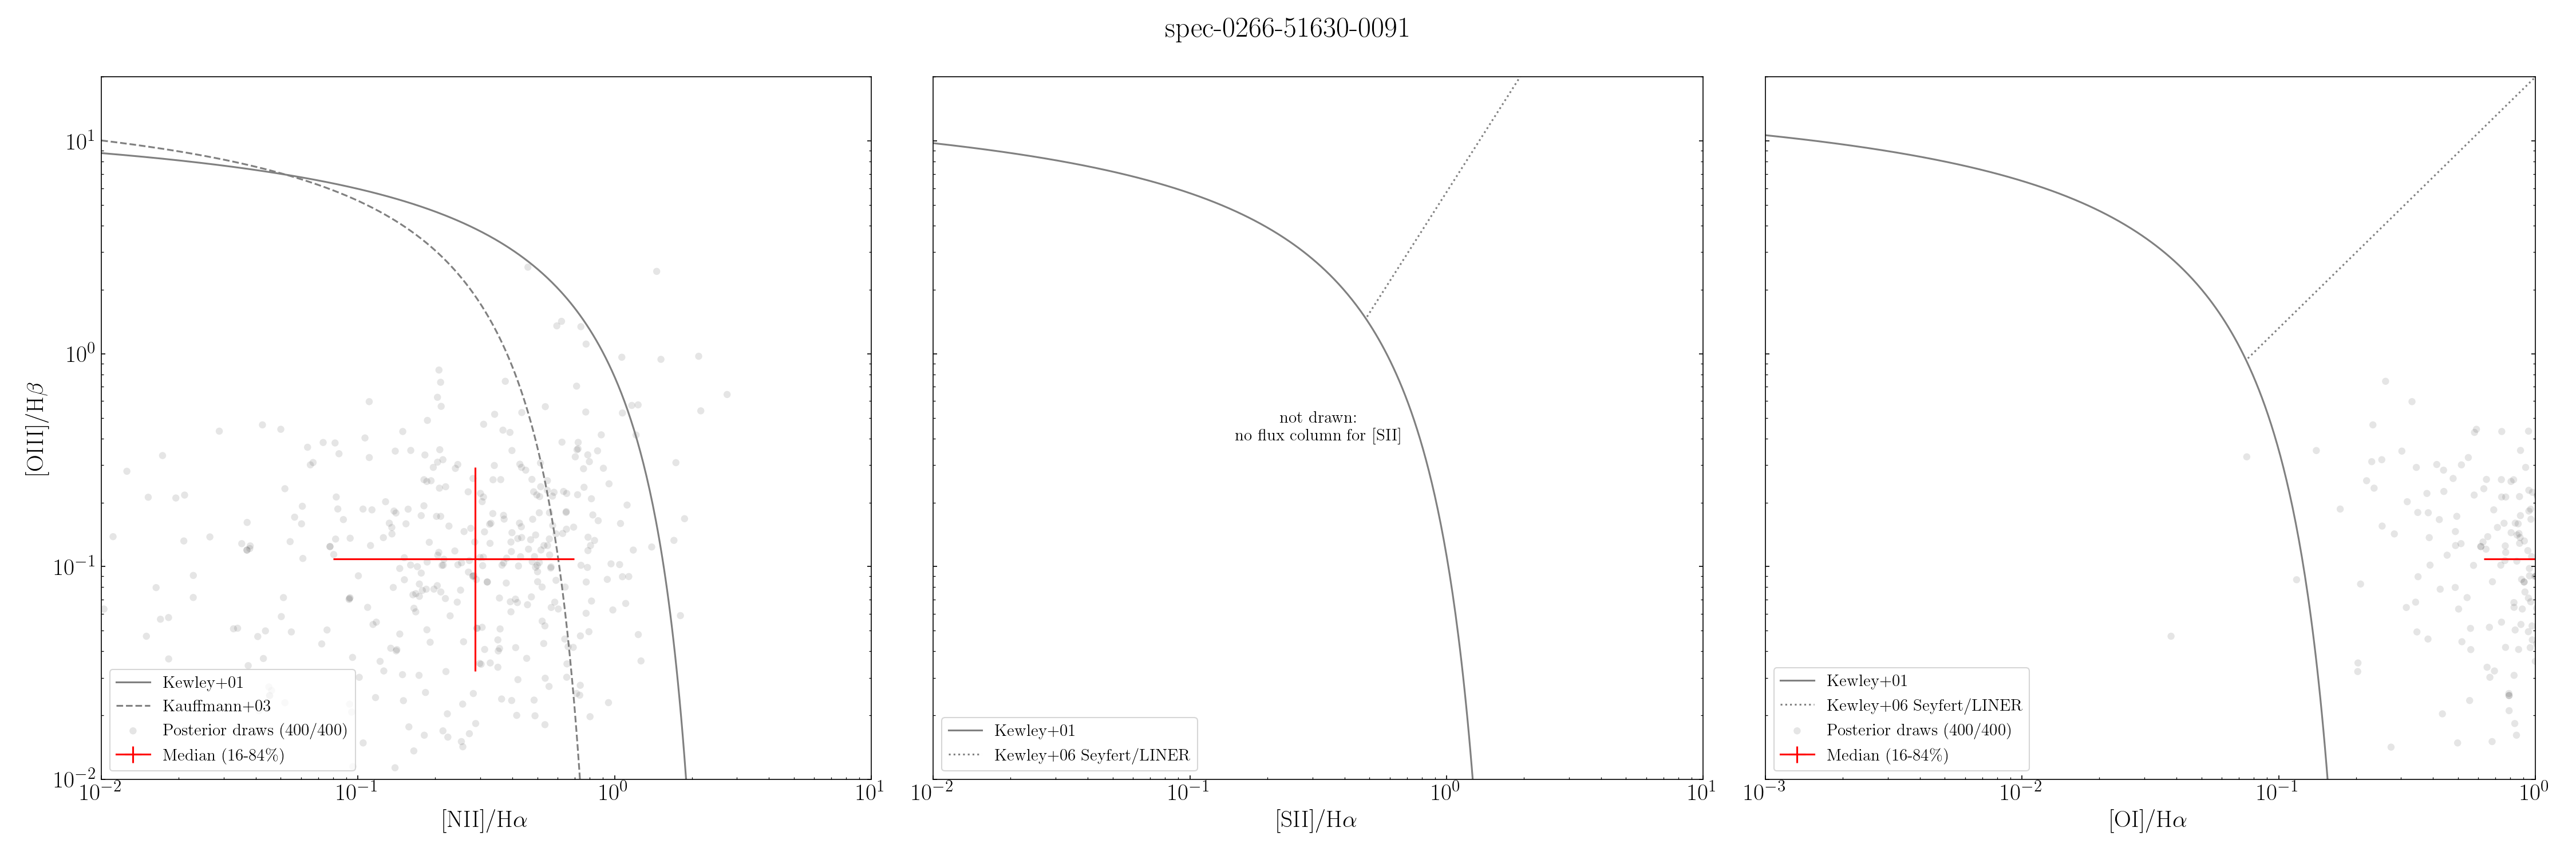 spec-0266-51630-0091
[OIII]/Hβ
10^1
10^0
10^-1
10^-2
Kewley+01
Kauffmann+03
Posterior draws (400/400)
Median (16-84%)
10^-2
10^-1
10^0
10^1
[NII]/Hα
not drawn:
no flux column for [SII]
Kewley+01
Kewley+06 Seyfert/LINER
10^-2
10^-1
10^0
10^1
[SII]/Hα
Kewley+01
Kewley+06 Seyfert/LINER
Posterior draws (400/400)
Median (16-84%)
10^-3
10^-2
10^-1
10^0
[OI]/Hα